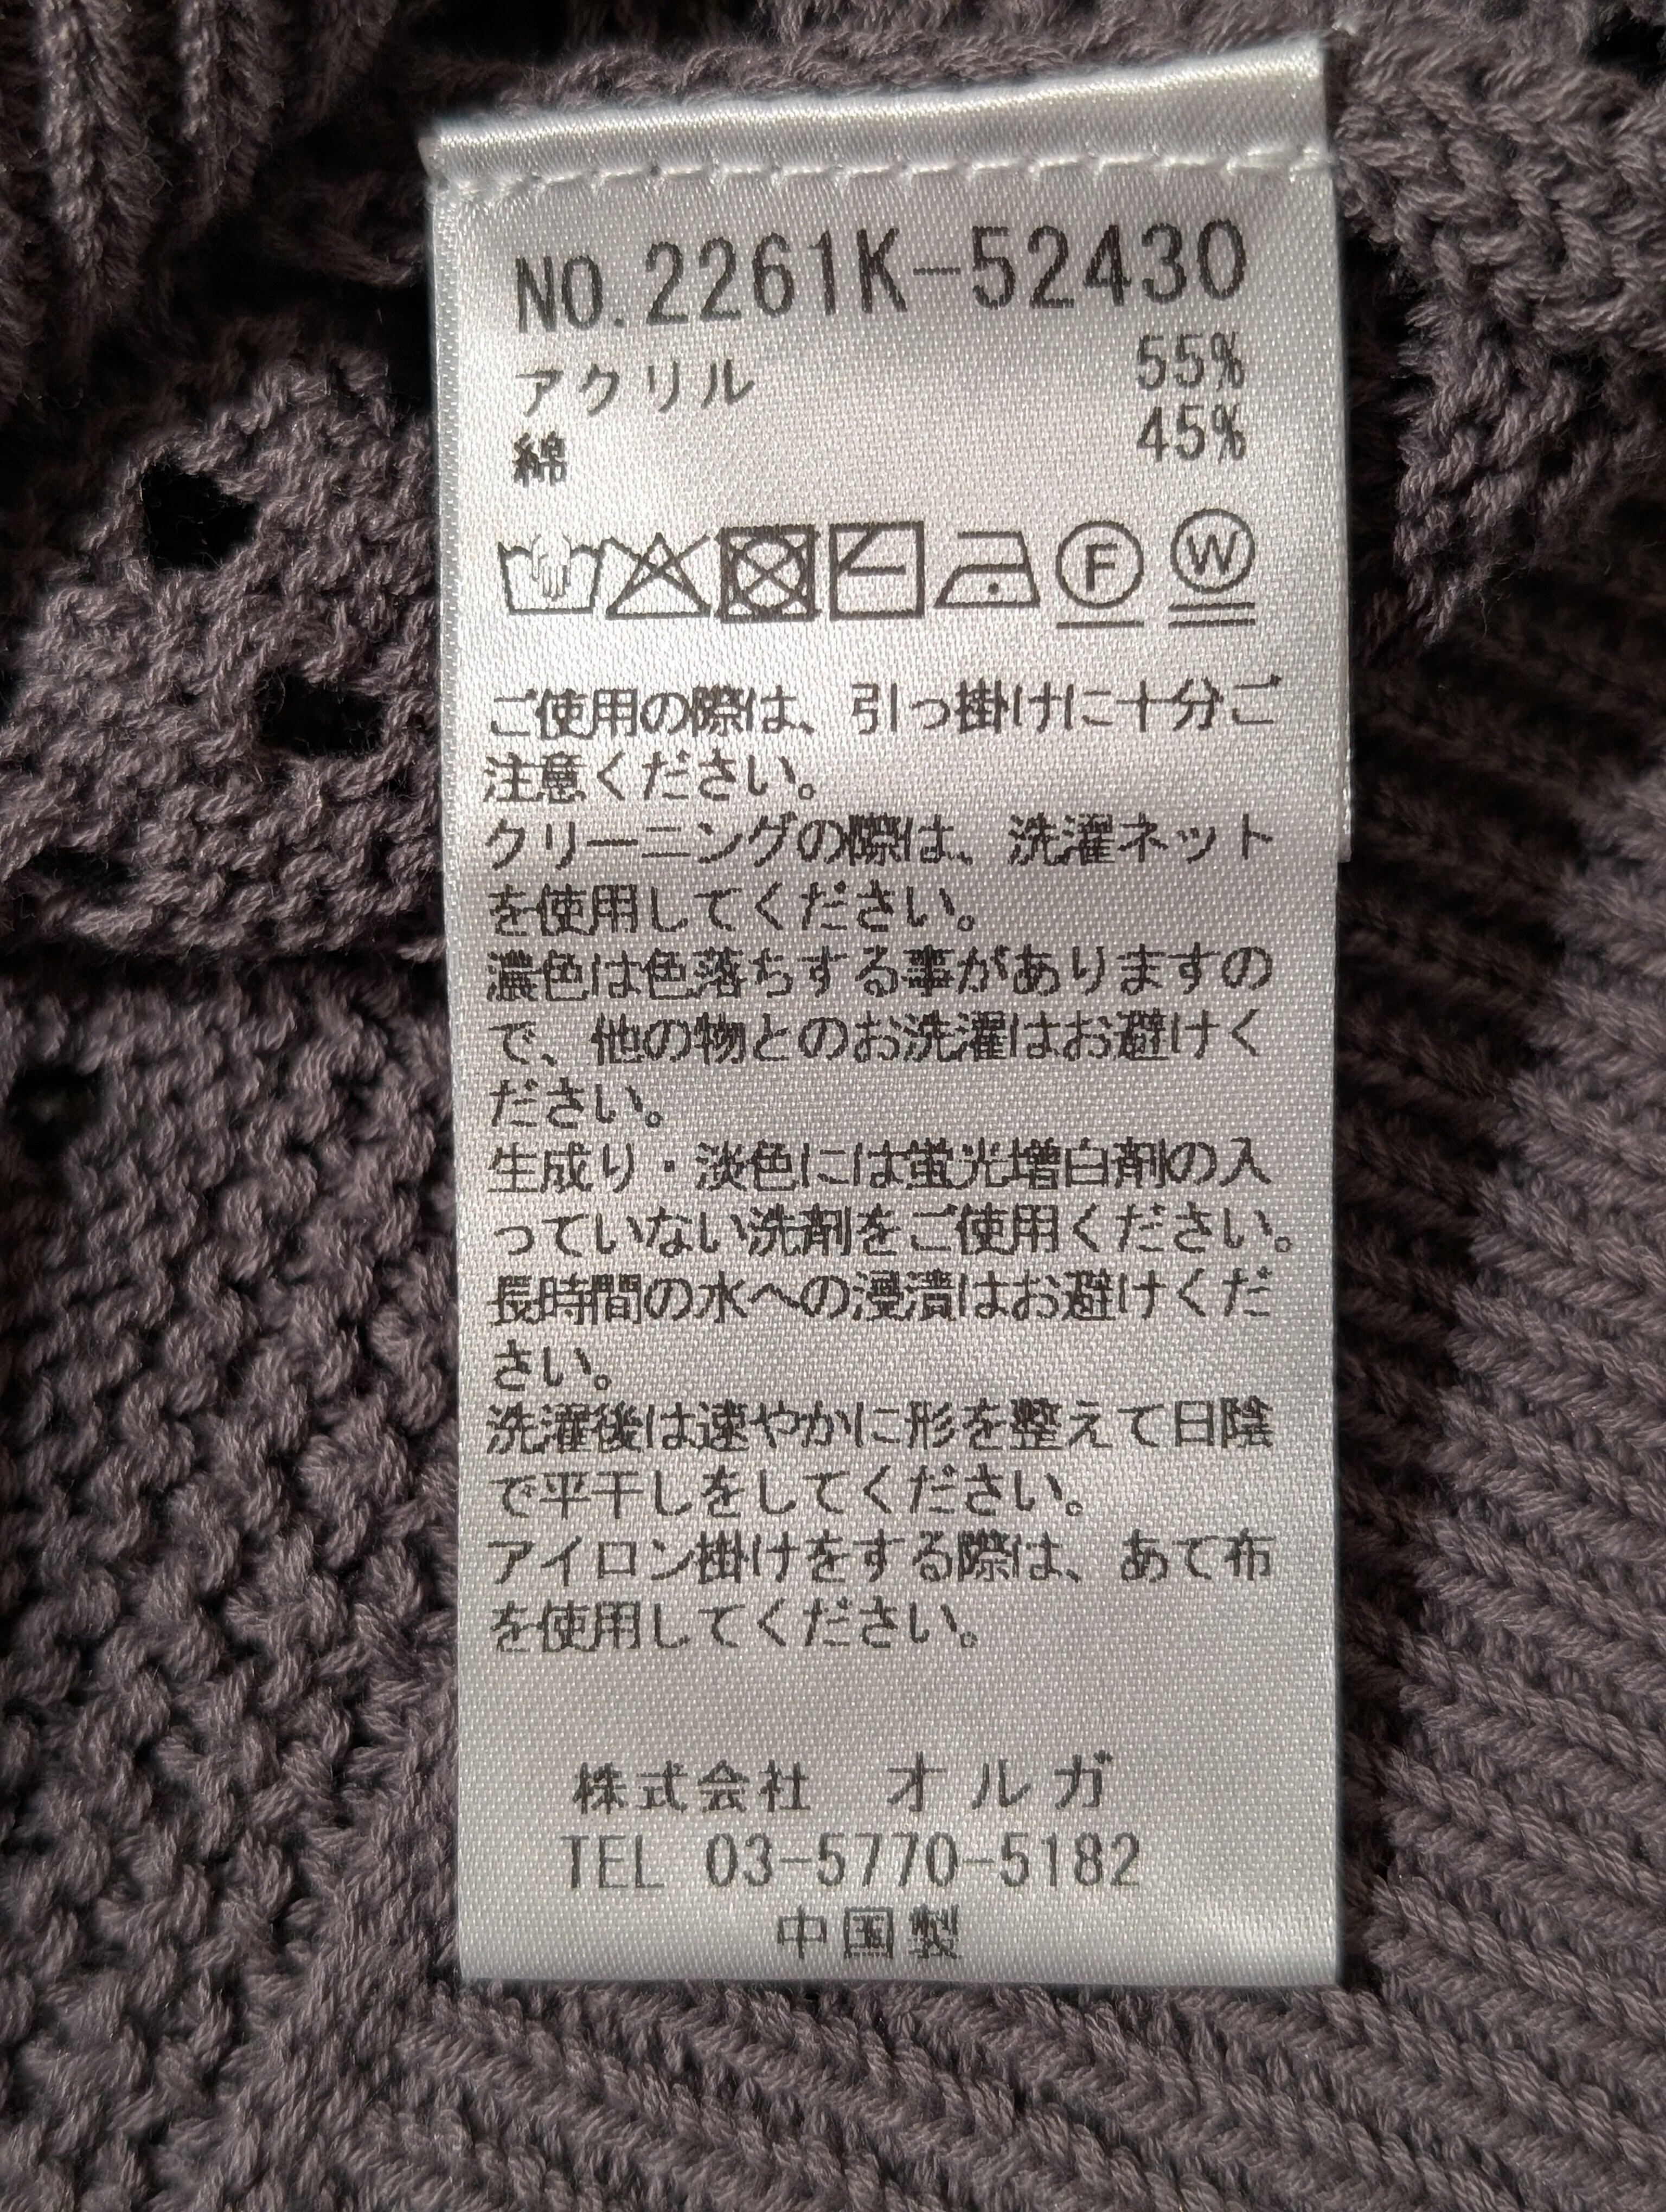 NO.2261K-52430
アクリル 55%
綿 45%
F W
ご使用の際は、引っ掛けに十分ご
注意ください。
クリーニングの際は、洗濯ネット
を使用してください。
濃色は色落ちする事がありますの
で、他の物とのお洗濯はお避けく
ださい。
生成り・淡色には蛍光増白剤の入
っていない洗剤をご使用ください。
長時間の水への浸漬はお避けくだ
さい。
洗濯後は速やかに形を整えて日陰
で平干しをしてください。
アイロン掛けをする際は、あて布
を使用してください。
株式会社 オルガ
TEL 03-5770-5182
中国製